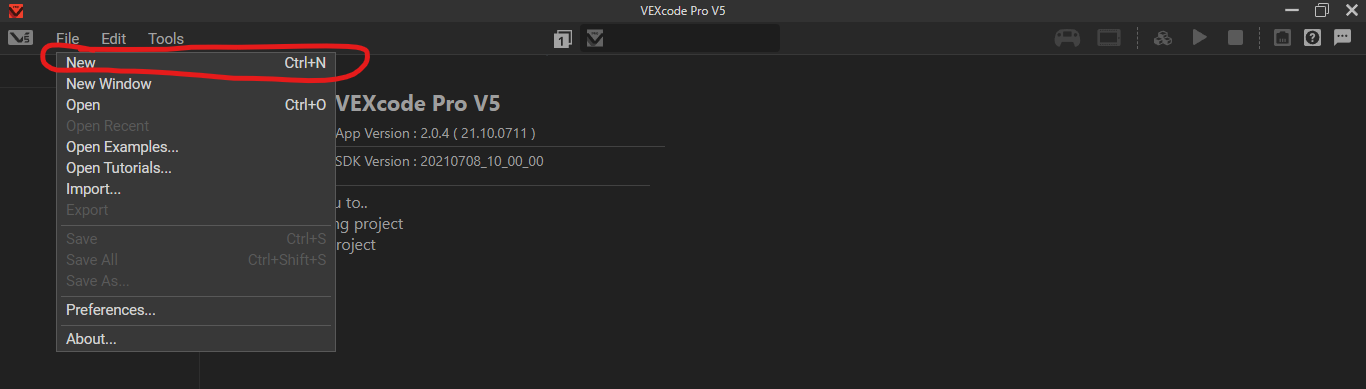 VEXcode Pro V5
V5 File Edit Tools 1
New Ctrl+N
New Window
Open Ctrl+O
Open Recent
Open Examples...
Open Tutorials...
Import...
Export
Save Ctrl+S
Save All Ctrl+Shift+S
Save As...
Preferences...
About...
VEXcode Pro V5
App Version : 2.0.4 ( 21.10.0711 )
SDK Version : 20210708_10_00_00
to..
project